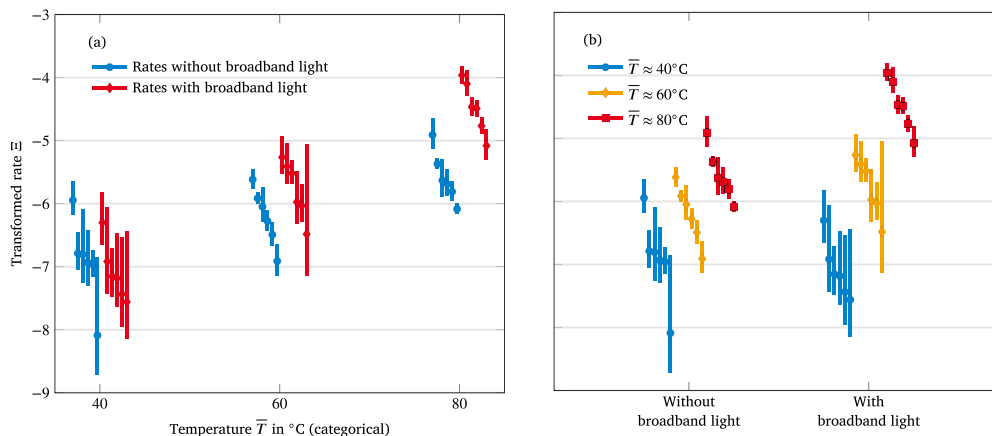 (a)
Rates without broadband light
Rates with broadband light
Transformed rate Ξ
−3
−4
−5
−6
−7
−8
−9
40
60
80
Temperature T̅ in °C (categorical)
(b)
T̅ ≈ 40°C
T̅ ≈ 60°C
T̅ ≈ 80°C
Without
broadband light
With
broadband light